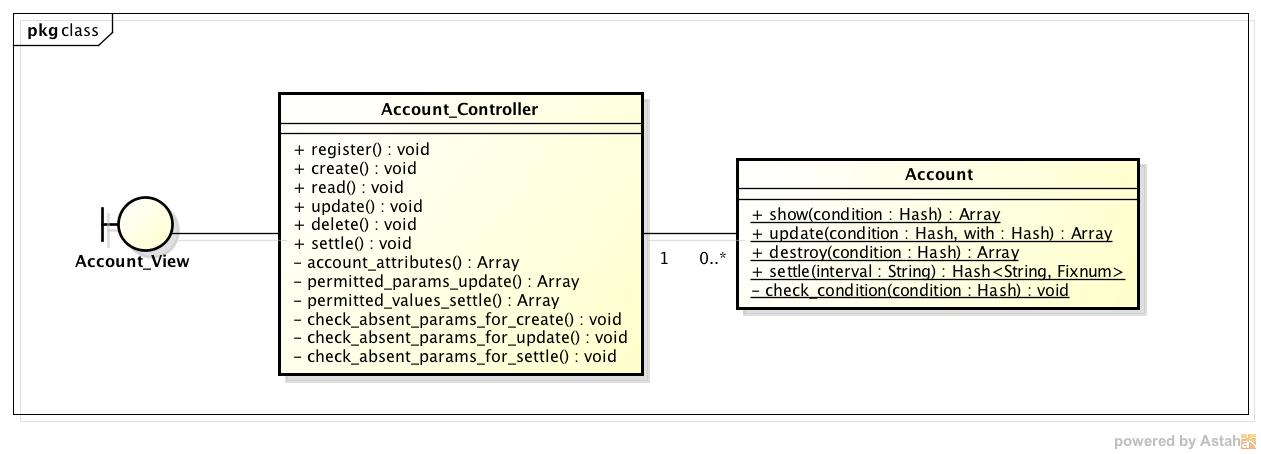 pkg class
Account_Controller
+ register() : void
+ create() : void
+ read() : void
+ update() : void
+ delete() : void
+ settle() : void
- account_attributes() : Array
- permitted_params_update() : Array
- permitted_values_settle() : Array
- check_absent_params_for_create() : void
- check_absent_params_for_update() : void
- check_absent_params_for_settle() : void
Account_View
1
0..*
Account
+ show(condition : Hash) : Array
+ update(condition : Hash, with : Hash) : Array
+ destroy(condition : Hash) : Array
+ settle(interval : String) : Hash<String, Fixnum>
- check_condition(condition : Hash) : void
powered by Astah